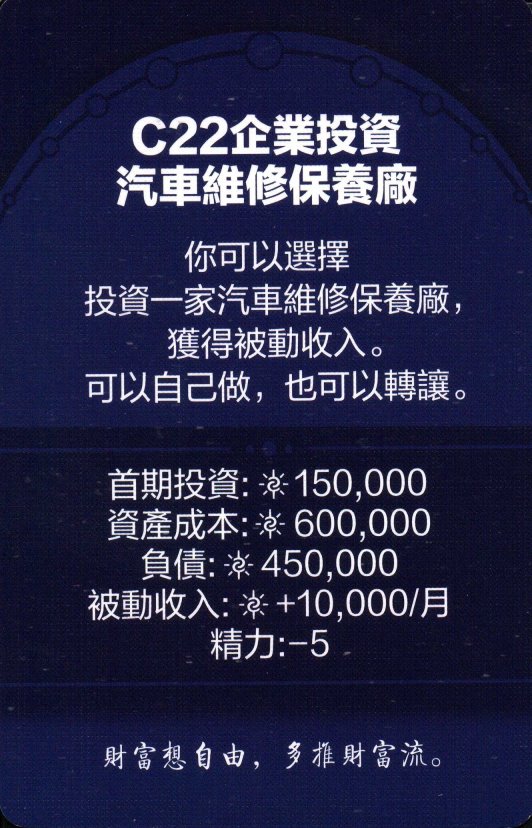 C22企業投資
汽車維修保養廠
你可以選擇
投資一家汽車維修保養廠，
獲得被動收入。
可以自己做，也可以轉讓。
首期投資: 150,000
資產成本: 600,000
負債: 450,000
被動收入: +10,000/月
精力:−5
財富想自由，多推財富流。